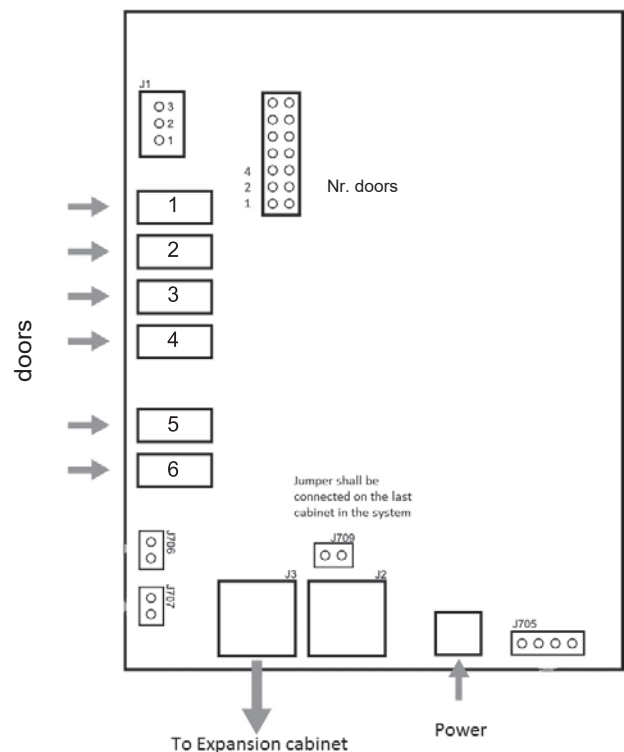 J1
3
2
1
4
2
1
Nr. doors
doors
1
2
3
4
5
6
Jumper shall be
connected on the last
cabinet in the system
J706
J709
J707
J3
J2
J705
To Expansion cabinet
Power